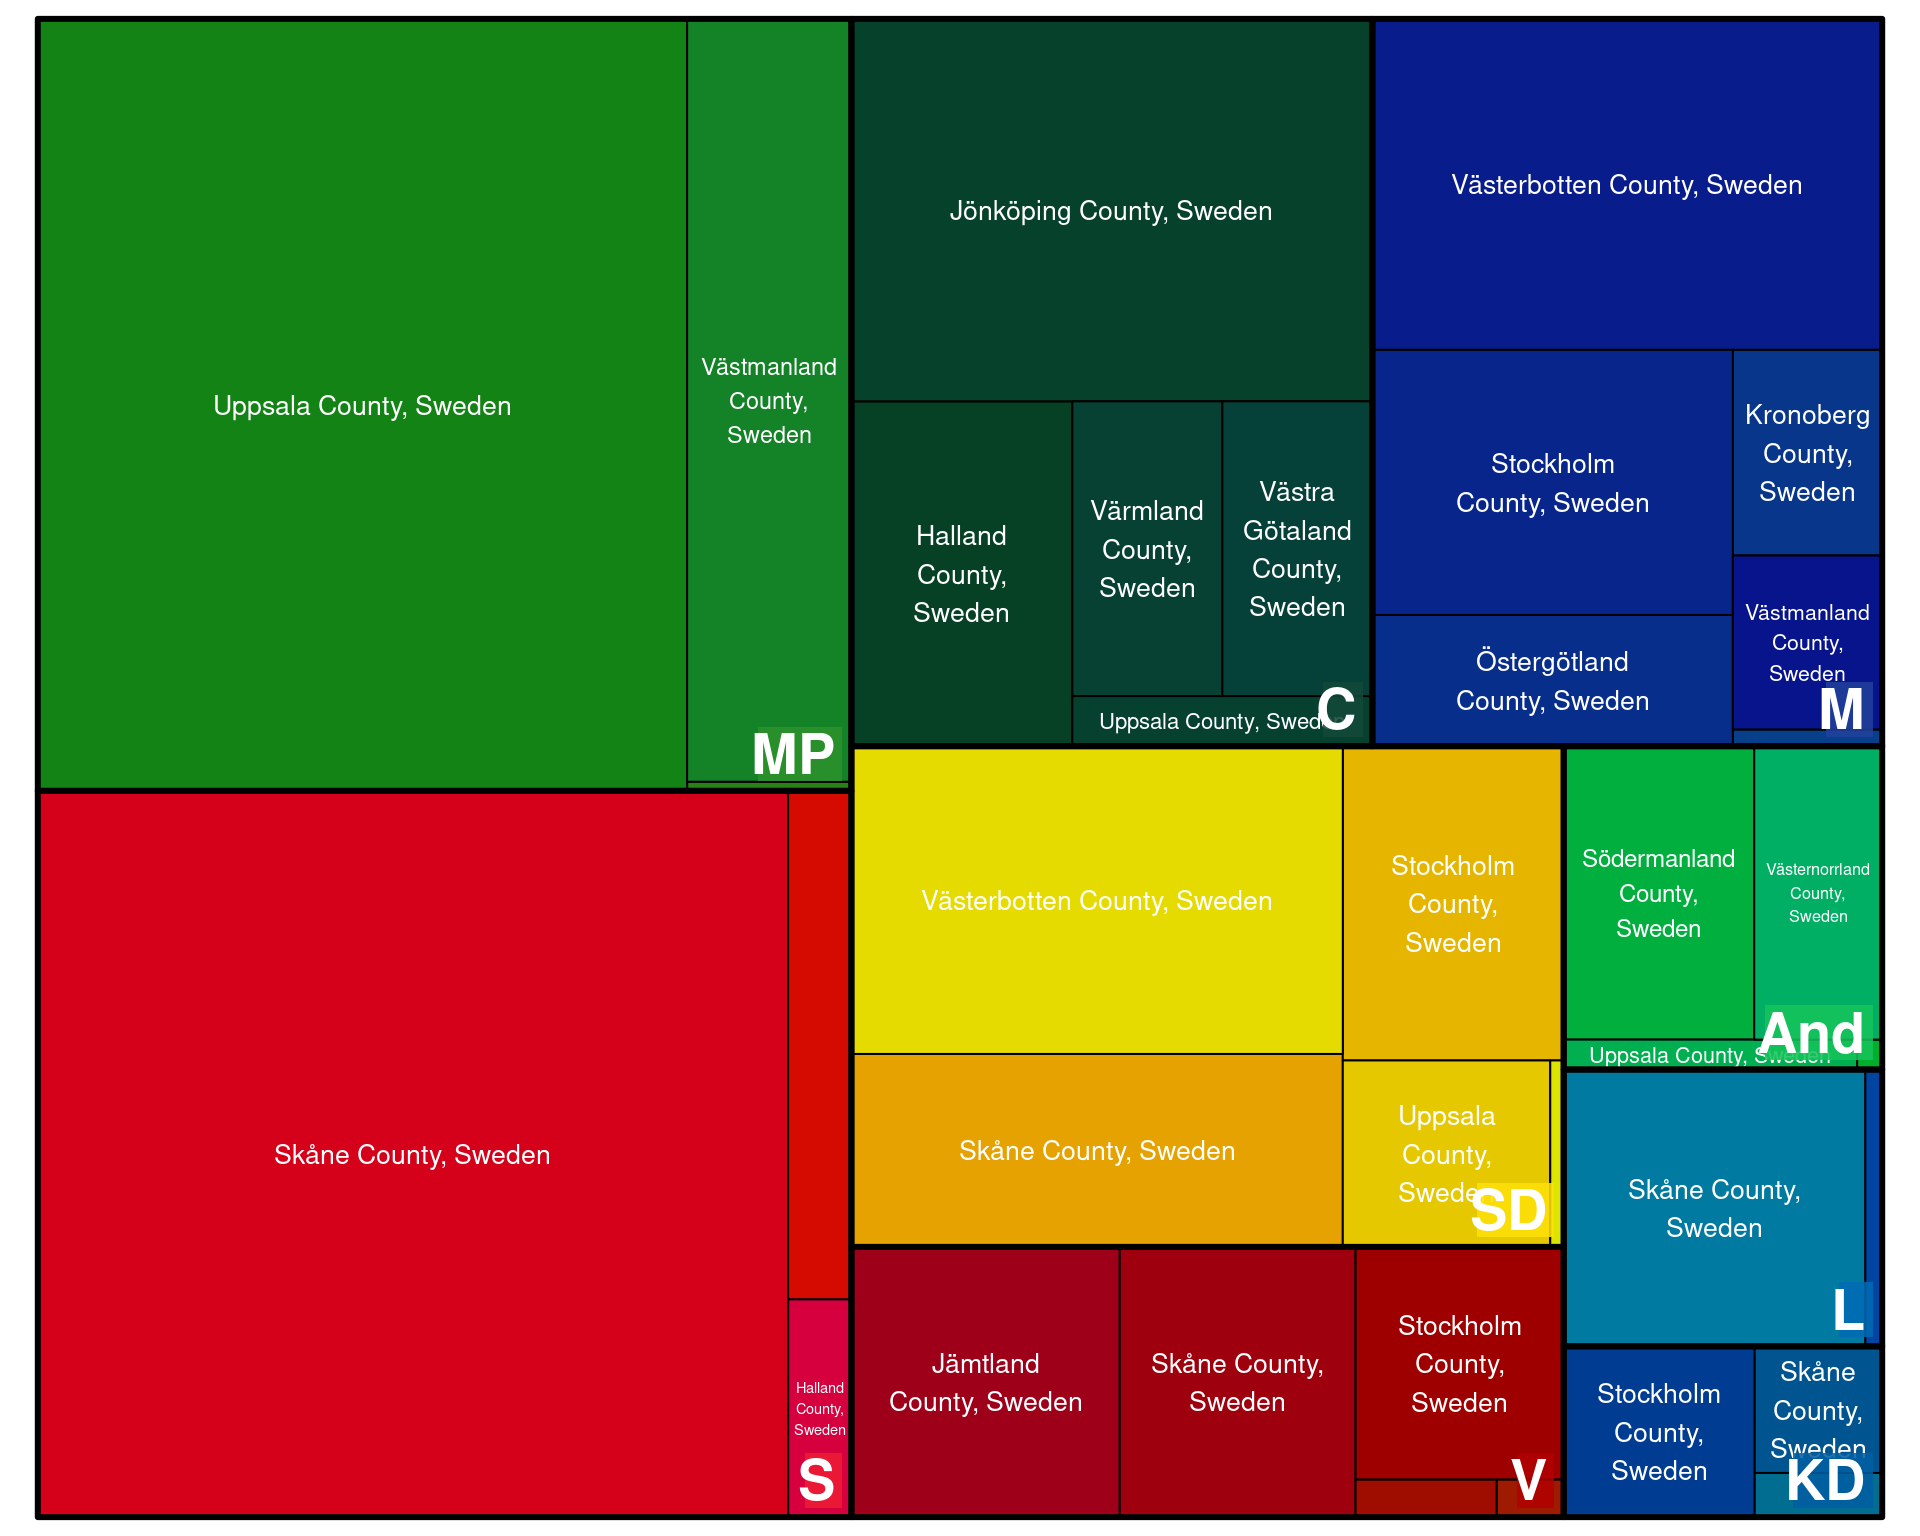 Uppsala County, Sweden
Västmanland
County,
Sweden
MP
Skåne County, Sweden
Halland
County,
Sweden
S
Jönköping County, Sweden
Halland
County,
Sweden
Värmland
County,
Sweden
Västra
Götaland
County,
Sweden
Uppsala County, Sweden
C
Västerbotten County, Sweden
Stockholm
County, Sweden
Kronoberg
County,
Sweden
Östergötland
County, Sweden
Västmanland
County,
Sweden
M
Västerbotten County, Sweden
Stockholm
County,
Sweden
Skåne County, Sweden
Uppsala
County,
Sweden
SD
Södermanland
County,
Sweden
Västernorrland
County,
Sweden
Uppsala County, Sweden
And
Skåne County,
Sweden
L
Jämtland
County, Sweden
Skåne County,
Sweden
Stockholm
County,
Sweden
V
Stockholm
County,
Sweden
Skåne
County,
Sweden
KD